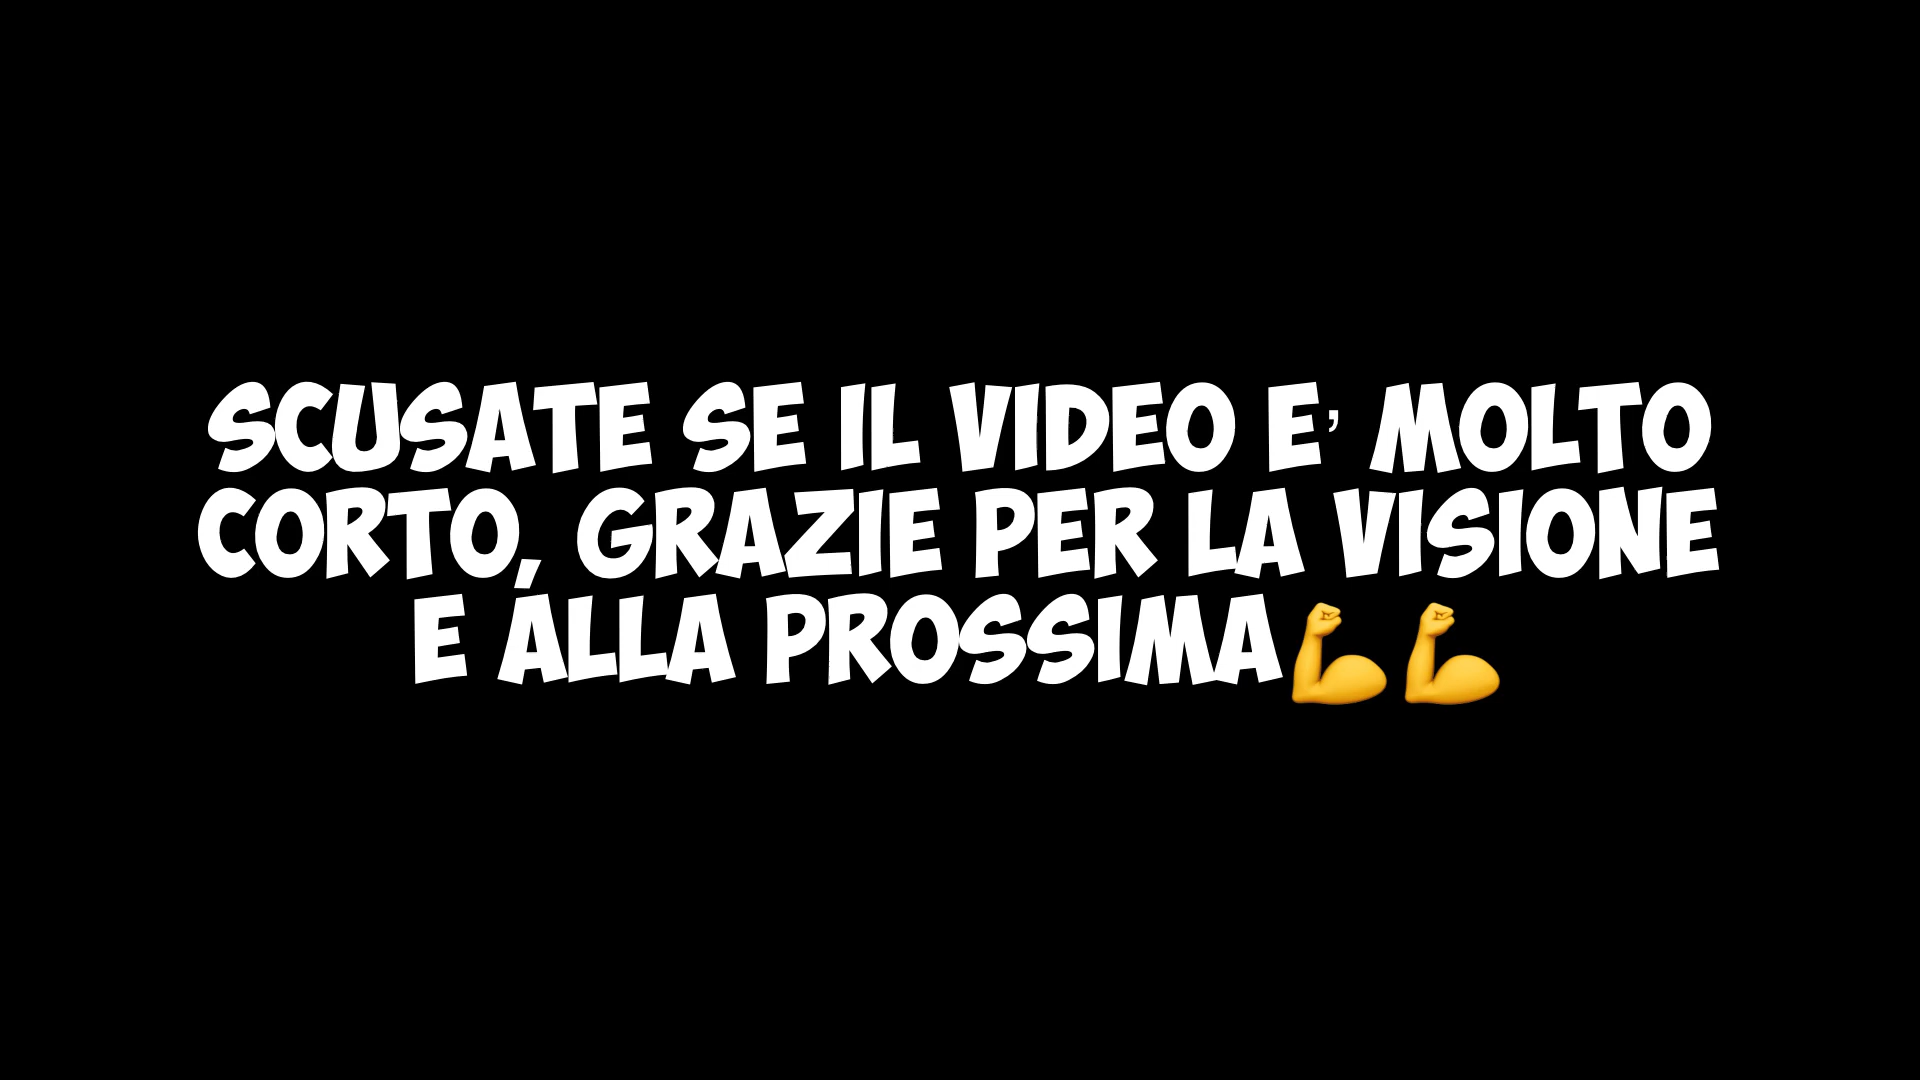 SCUSATE SE IL VIDEO E’ MOLTO
CORTO, GRAZIE PER LA VISIONE
E ALLA PROSSIMA💪💪